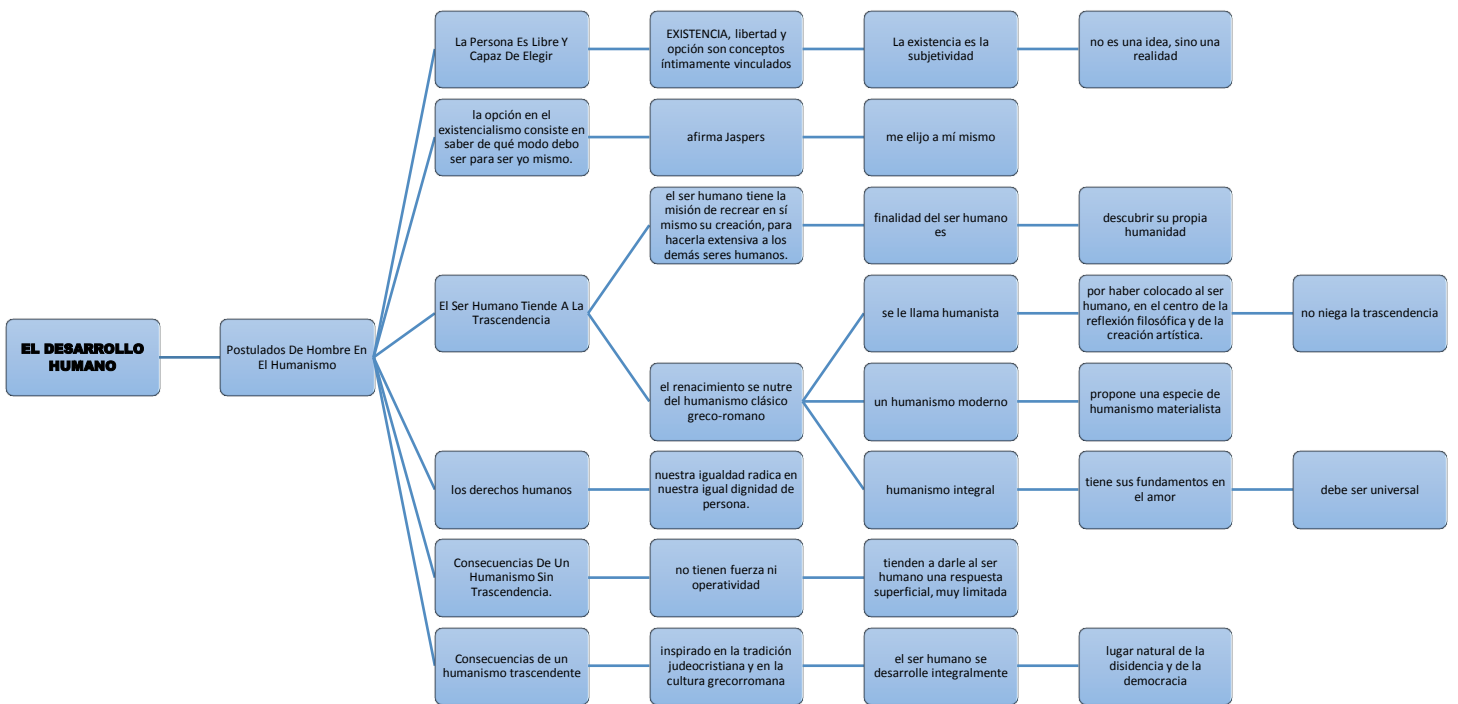 La Persona Es Libre Y
Capaz De Elegir
EXISTENCIA, libertad y
opción son conceptos
íntimamente vinculados
La existencia es la
subjetividad
no es una idea, sino una
realidad
la opción en el
existencialismo consiste en
saber de qué modo debo
ser para ser yo mismo.
afirma Jaspers
me elijo a mí mismo
el ser humano tiene la
misión de recrear en sí
mismo su creación, para
hacerla extensiva a los
demás seres humanos.
finalidad del ser humano
es
descubrir su propia
humanidad
EL DESARROLLO
HUMANO
Postulados De Hombre En
El Humanismo
El Ser Humano Tiende A La
Trascendencia
se le llama humanista
por haber colocado al ser
humano, en el centro de la
reflexión filosófica y de la
creación artística.
no niega la trascendencia
el renacimiento se nutre
del humanismo clásico
greco-romano
un humanismo moderno
propone una especie de
humanismo materialista
los derechos humanos
nuestra igualdad radica en
nuestra igual dignidad de
persona.
humanismo integral
tiene sus fundamentos en
el amor
debe ser universal
Consecuencias De Un
Humanismo Sin
Trascendencia.
no tienen fuerza ni
operatividad
tienden a darle al ser
humano una respuesta
superficial, muy limitada
Consecuencias de un
humanismo trascendente
inspirado en la tradición
judeocristiana y en la
cultura grecorromana
el ser humano se
desarrolle integralmente
lugar natural de la
disidencia y de la
democracia